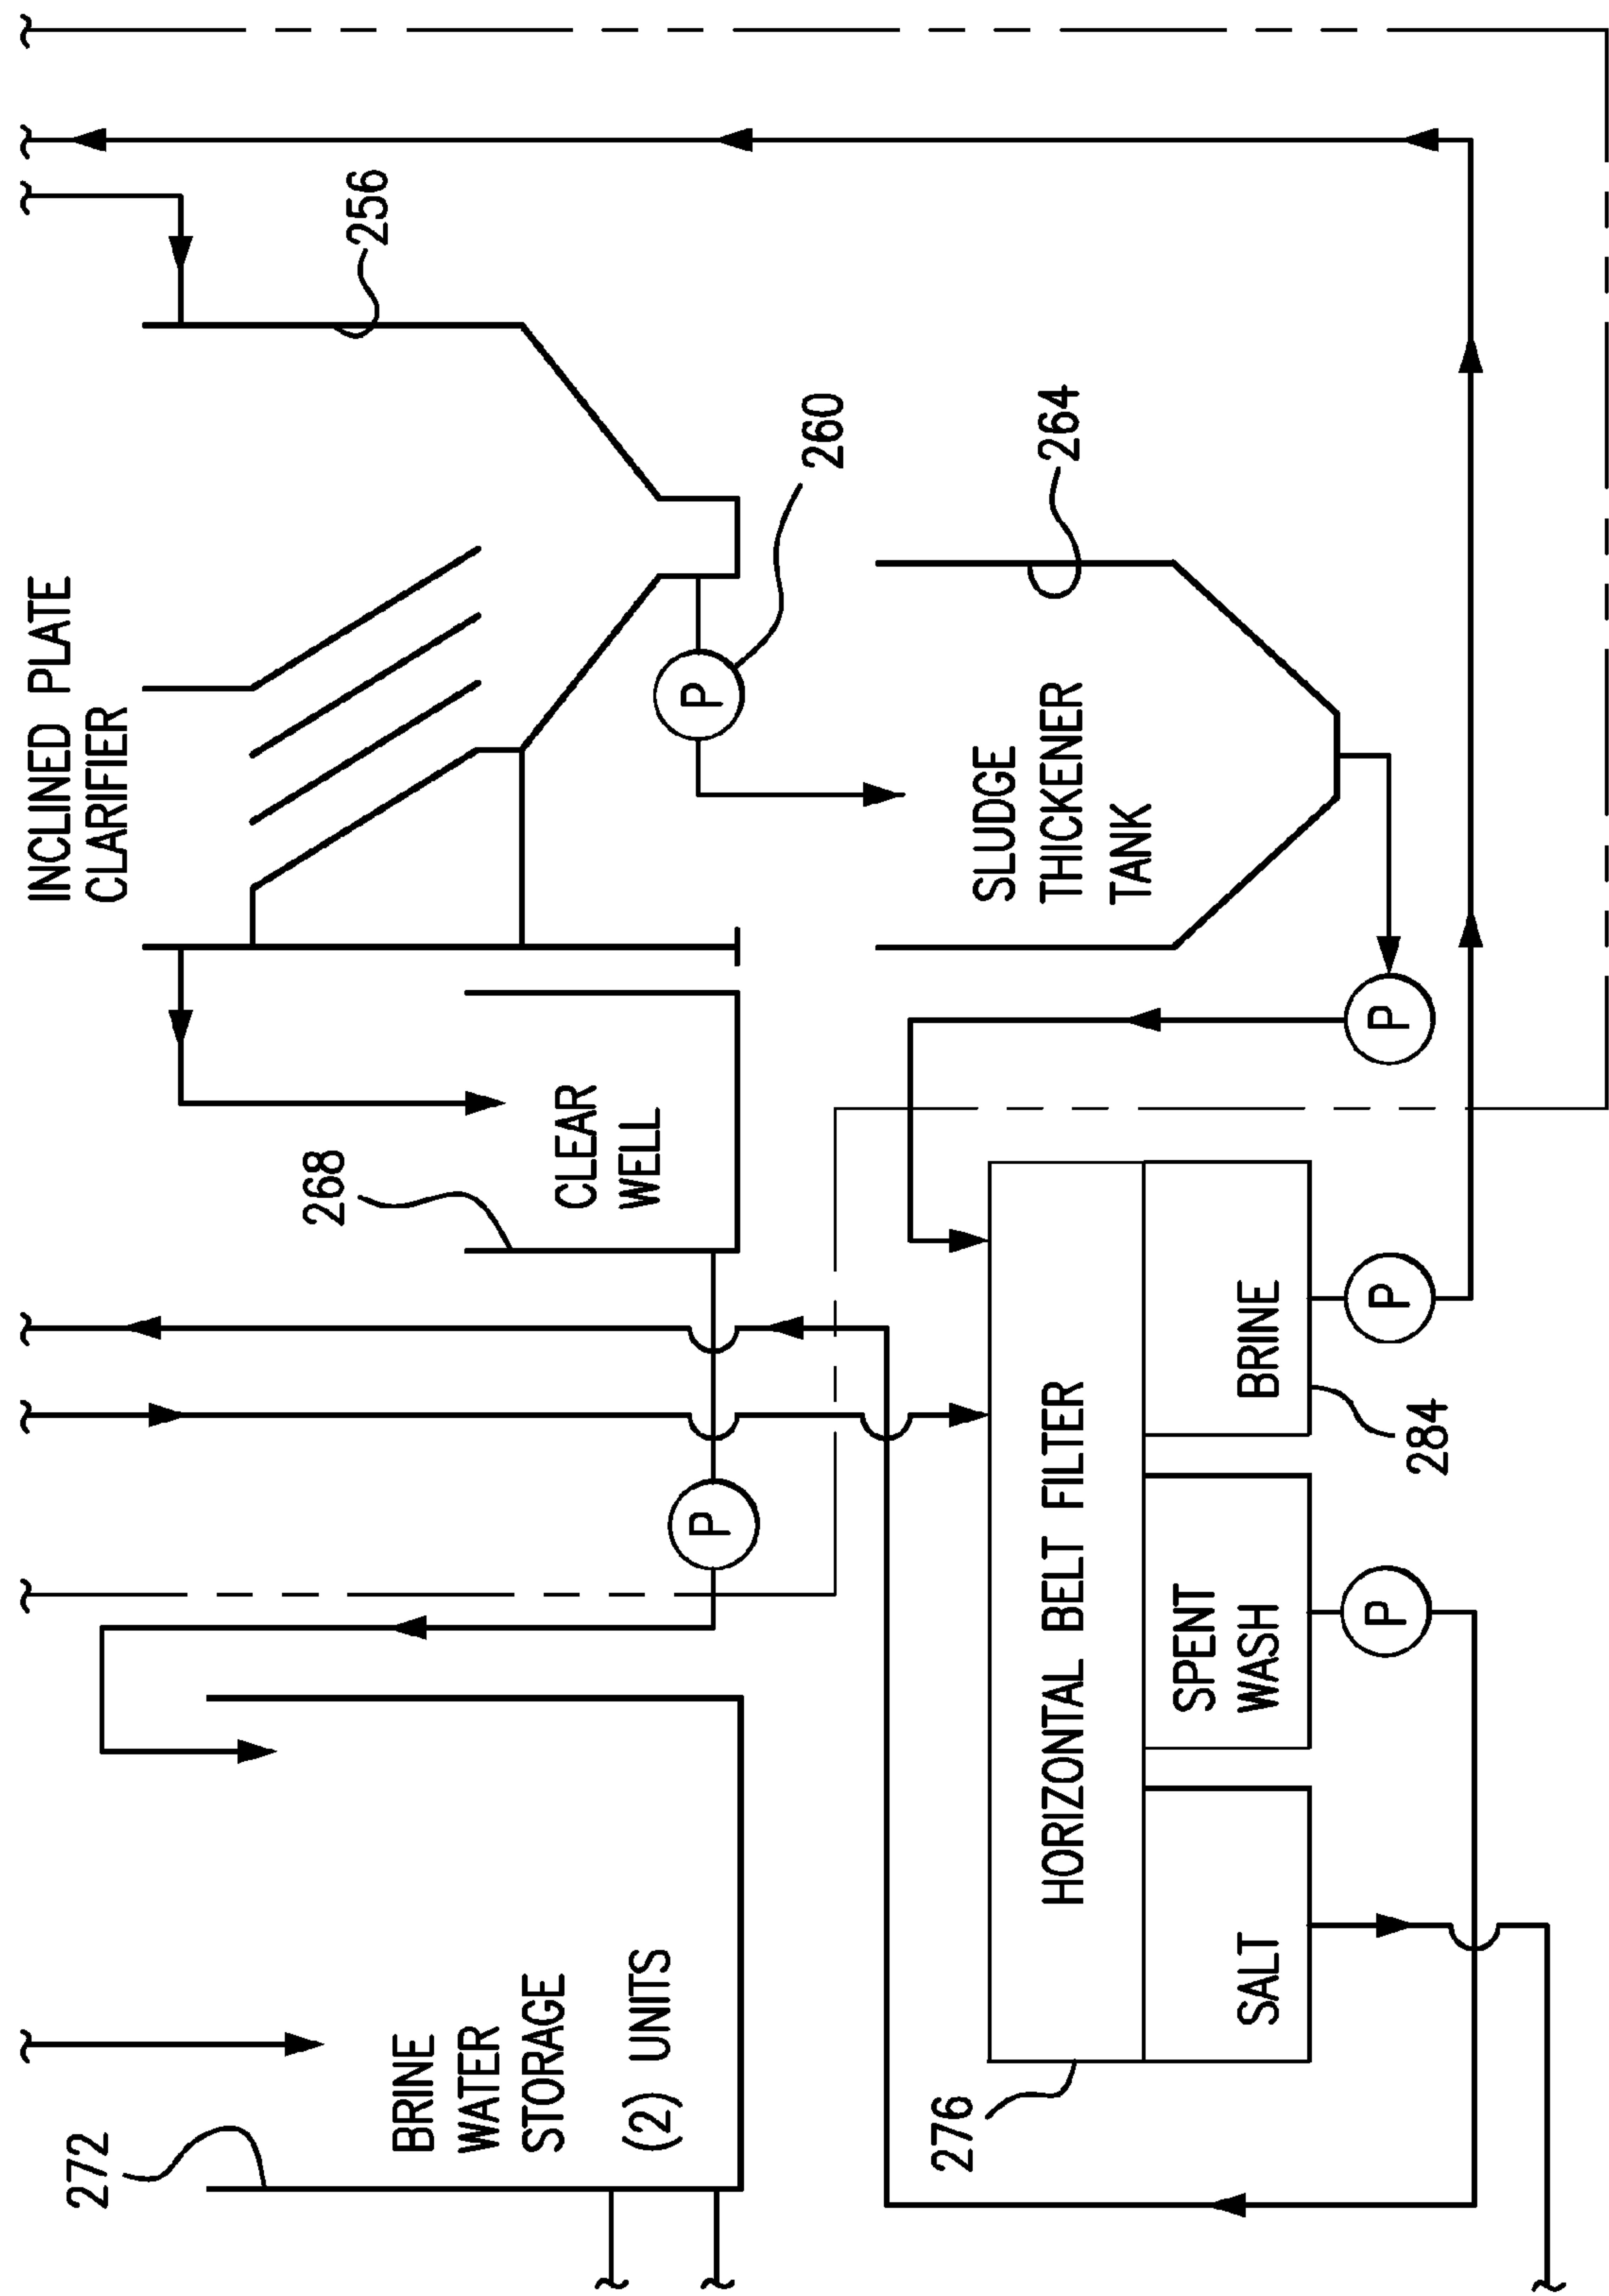 INCLINED PLATE
CLARIFIER
256
260
P
SLUDGE
THICKENER
TANK
264
P
268
CLEAR
WELL
P
272
BRINE
WATER
STORAGE
(2) UNITS
HORIZONTAL BELT FILTER
276
SALT
SPENT
WASH
BRINE
284
P
P